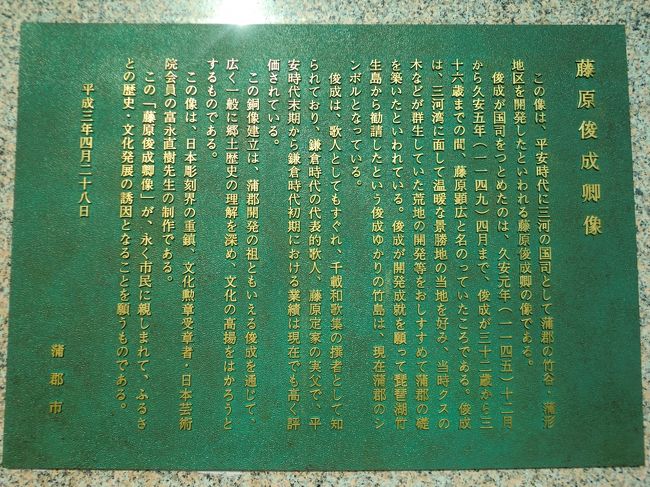 藤原俊成卿像
この像は、平安時代に三河の国司として蒲郡の竹谷・蒲形
地区を開発したといわれる藤原俊成卿の像である。
俊成が国司をつとめたのは、久安元年（一一四五）十二月
から久安五年（一一四九）四月まで、俊成が三十二歳から三
十六歳までの間、藤原顕広と名のっていたころである。俊成
は、三河湾に面して温暖な景勝地の当地を好み、当時クスの
木などが群生していた荒地の開発等をおしすすめて蒲郡の礎
を築いたといわれている。俊成が開発成就を願って琵琶湖竹
生島から勧請したという俊成ゆかりの竹島は、現在蒲郡のシ
ンボルとなっている。
俊成は、歌人としてもすぐれ、千載和歌集の撰者として知
られており、鎌倉時代の代表的歌人、藤原定家の実父で、平
安時代末期から鎌倉時代初期における業績は現在でも高く評
価されている。
この銅像建立は、蒲郡開発の祖ともいえる俊成を通じて、
広く一般に郷土歴史の理解を深め、文化の高揚をはかろうと
するものである。
この像は、日本彫刻界の重鎮、文化勲章受章者・日本芸術
院会員の富永直樹先生の制作である。
この「藤原俊成卿像」が、永く市民に親しまれて、ふるさ
との歴史・文化発展の誘因となることを願うものである。
平成三年四月二十八日
蒲郡市